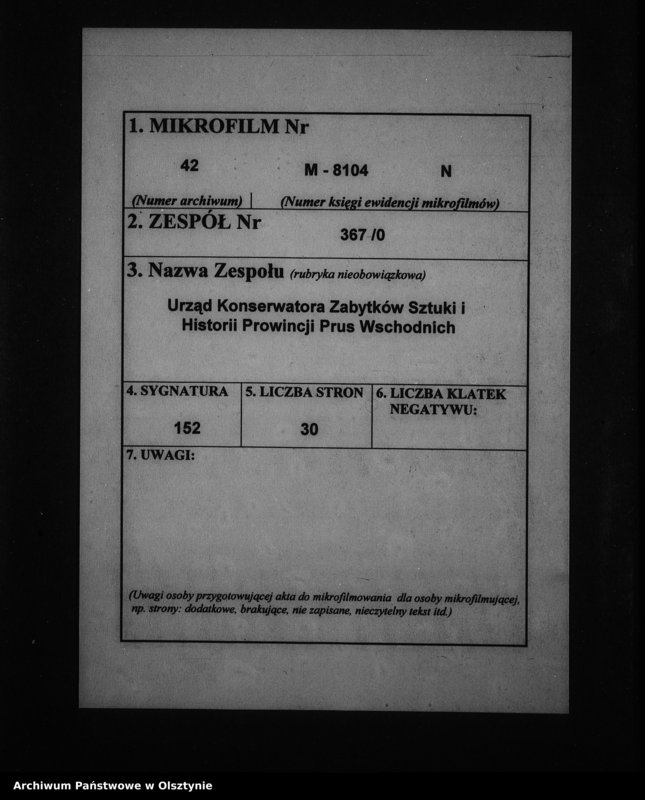 1. MIKROFILM Nr
42 M - 8104 N
(Numer archiwum) (Numer księgi ewidencji mikrofilmów)
2. ZESPÓŁ Nr
367 /0
3. Nazwa Zespołu (rubryka nieobowiązkowa)
Urząd Konserwatora Zabytków Sztuki i
Historii Prowincji Prus Wschodnich
4. SYGNATURA 5. LICZBA STRON 6. LICZBA KLATEK
NEGATYWU:
152 30
7. UWAGI:
(Uwagi osoby przygotowującej akta do mikrofilmowania dla osoby mikrofilmującej,
np. strony: dodatkowe, brakujące, nie zapisane, nieczytelny tekst itd.)
Archiwum Państwowe w Olsztynie